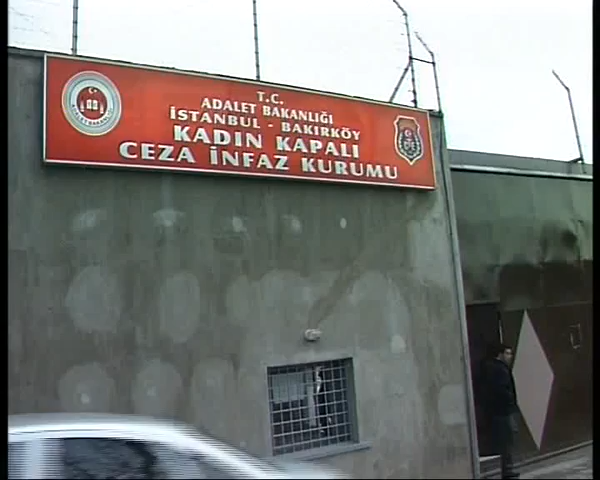 T.C.
ADALET BAKANLIĞI
İSTANBUL - BAKIRKÖY
KADIN KAPALI
CEZA İNFAZ KURUMU